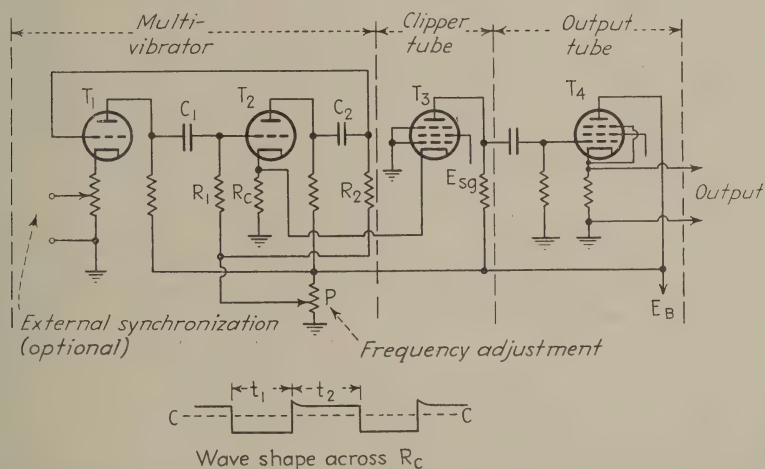 Multi-
vibrator
Clipper
tube
Output
tube
T1
C1
T2
C2
T3
T4
R1
RC
R2
Esg
Output
P
EB
External synchronization
(optional)
Frequency adjustment
t1
t2
C
C
Wave shape across RC